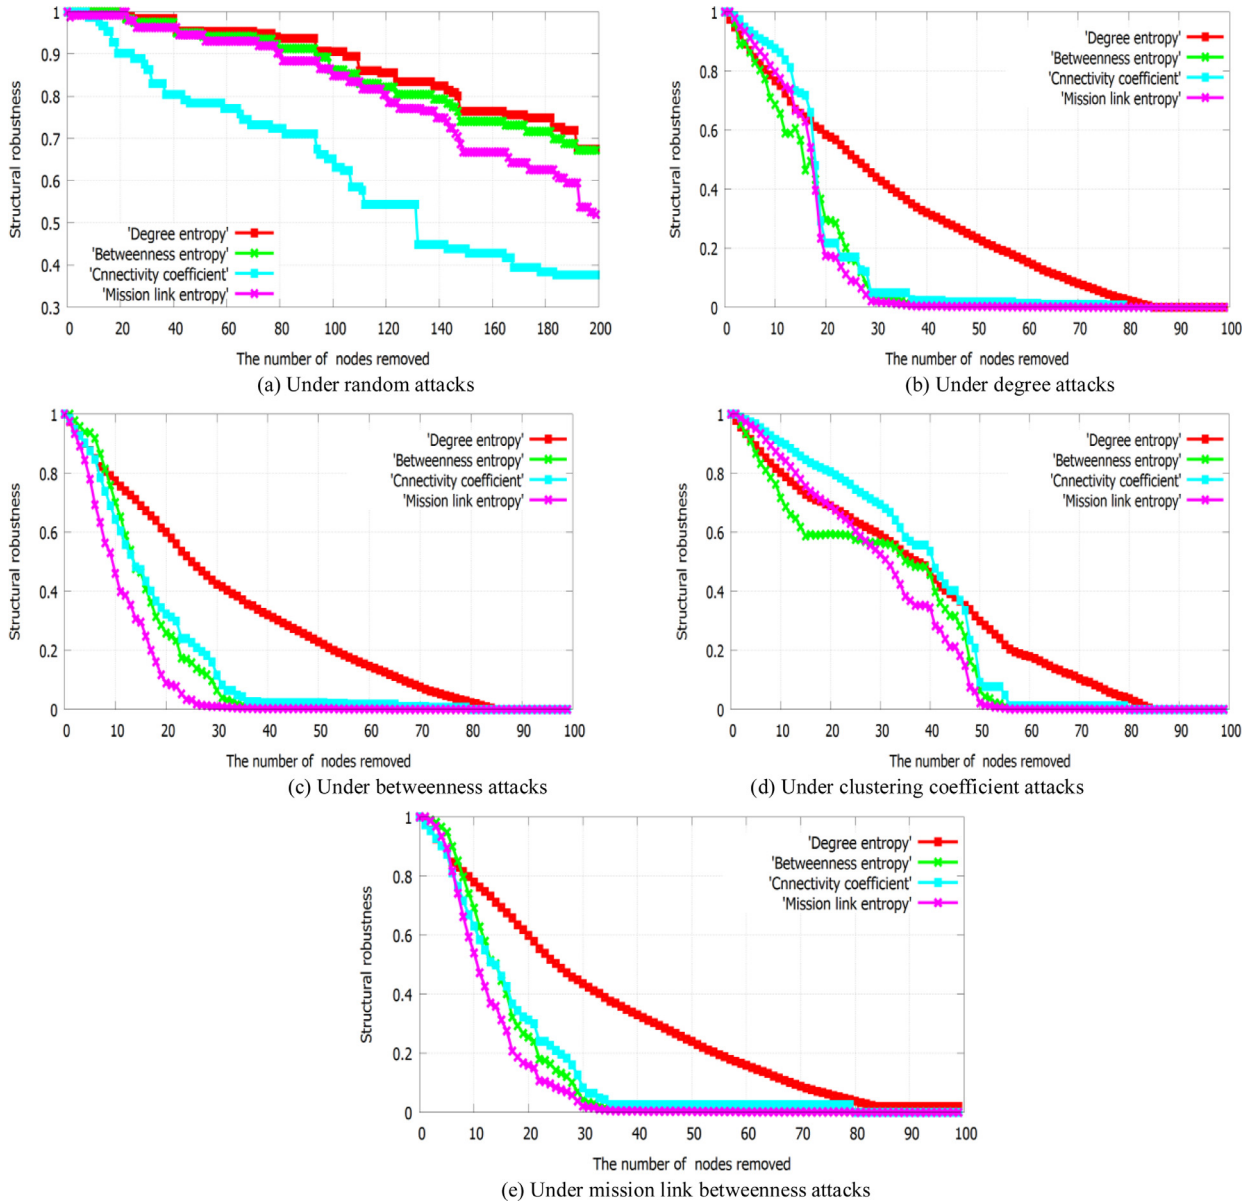 Structural robustness
1
0.9
0.8
0.7
0.6
0.5
0.4
0.3
'Degree entropy'
'Betweenness entropy'
'Cnnectivity coefficient'
'Mission link entropy'
0 20 40 60 80 100 120 140 160 180 200
The number of nodes removed
(a) Under random attacks
Structural robustness
1
0.8
0.6
0.4
0.2
0
'Degree entropy'
'Betweenness entropy'
'Cnnectivity coefficient'
'Mission link entropy'
0 10 20 30 40 50 60 70 80 90 100
The number of nodes removed
(b) Under degree attacks
Structural robustness
1
0.8
0.6
0.4
0.2
0
'Degree entropy'
'Betweenness entropy'
'Cnnectivity coefficient'
'Mission link entropy'
0 10 20 30 40 50 60 70 80 90 100
The number of nodes removed
(c) Under betweenness attacks
Structural robustness
1
0.8
0.6
0.4
0.2
0
'Degree entropy'
'Betweenness entropy'
'Cnnectivity coefficient'
'Mission link entropy'
0 10 20 30 40 50 60 70 80 90 100
The number of nodes removed
(d) Under clustering coefficient attacks
Structural robustness
1
0.8
0.6
0.4
0.2
0
'Degree entropy'
'Betweenness entropy'
'Cnnectivity coefficient'
'Mission link entropy'
0 10 20 30 40 50 60 70 80 90 100
The number of nodes removed
(e) Under mission link betweenness attacks